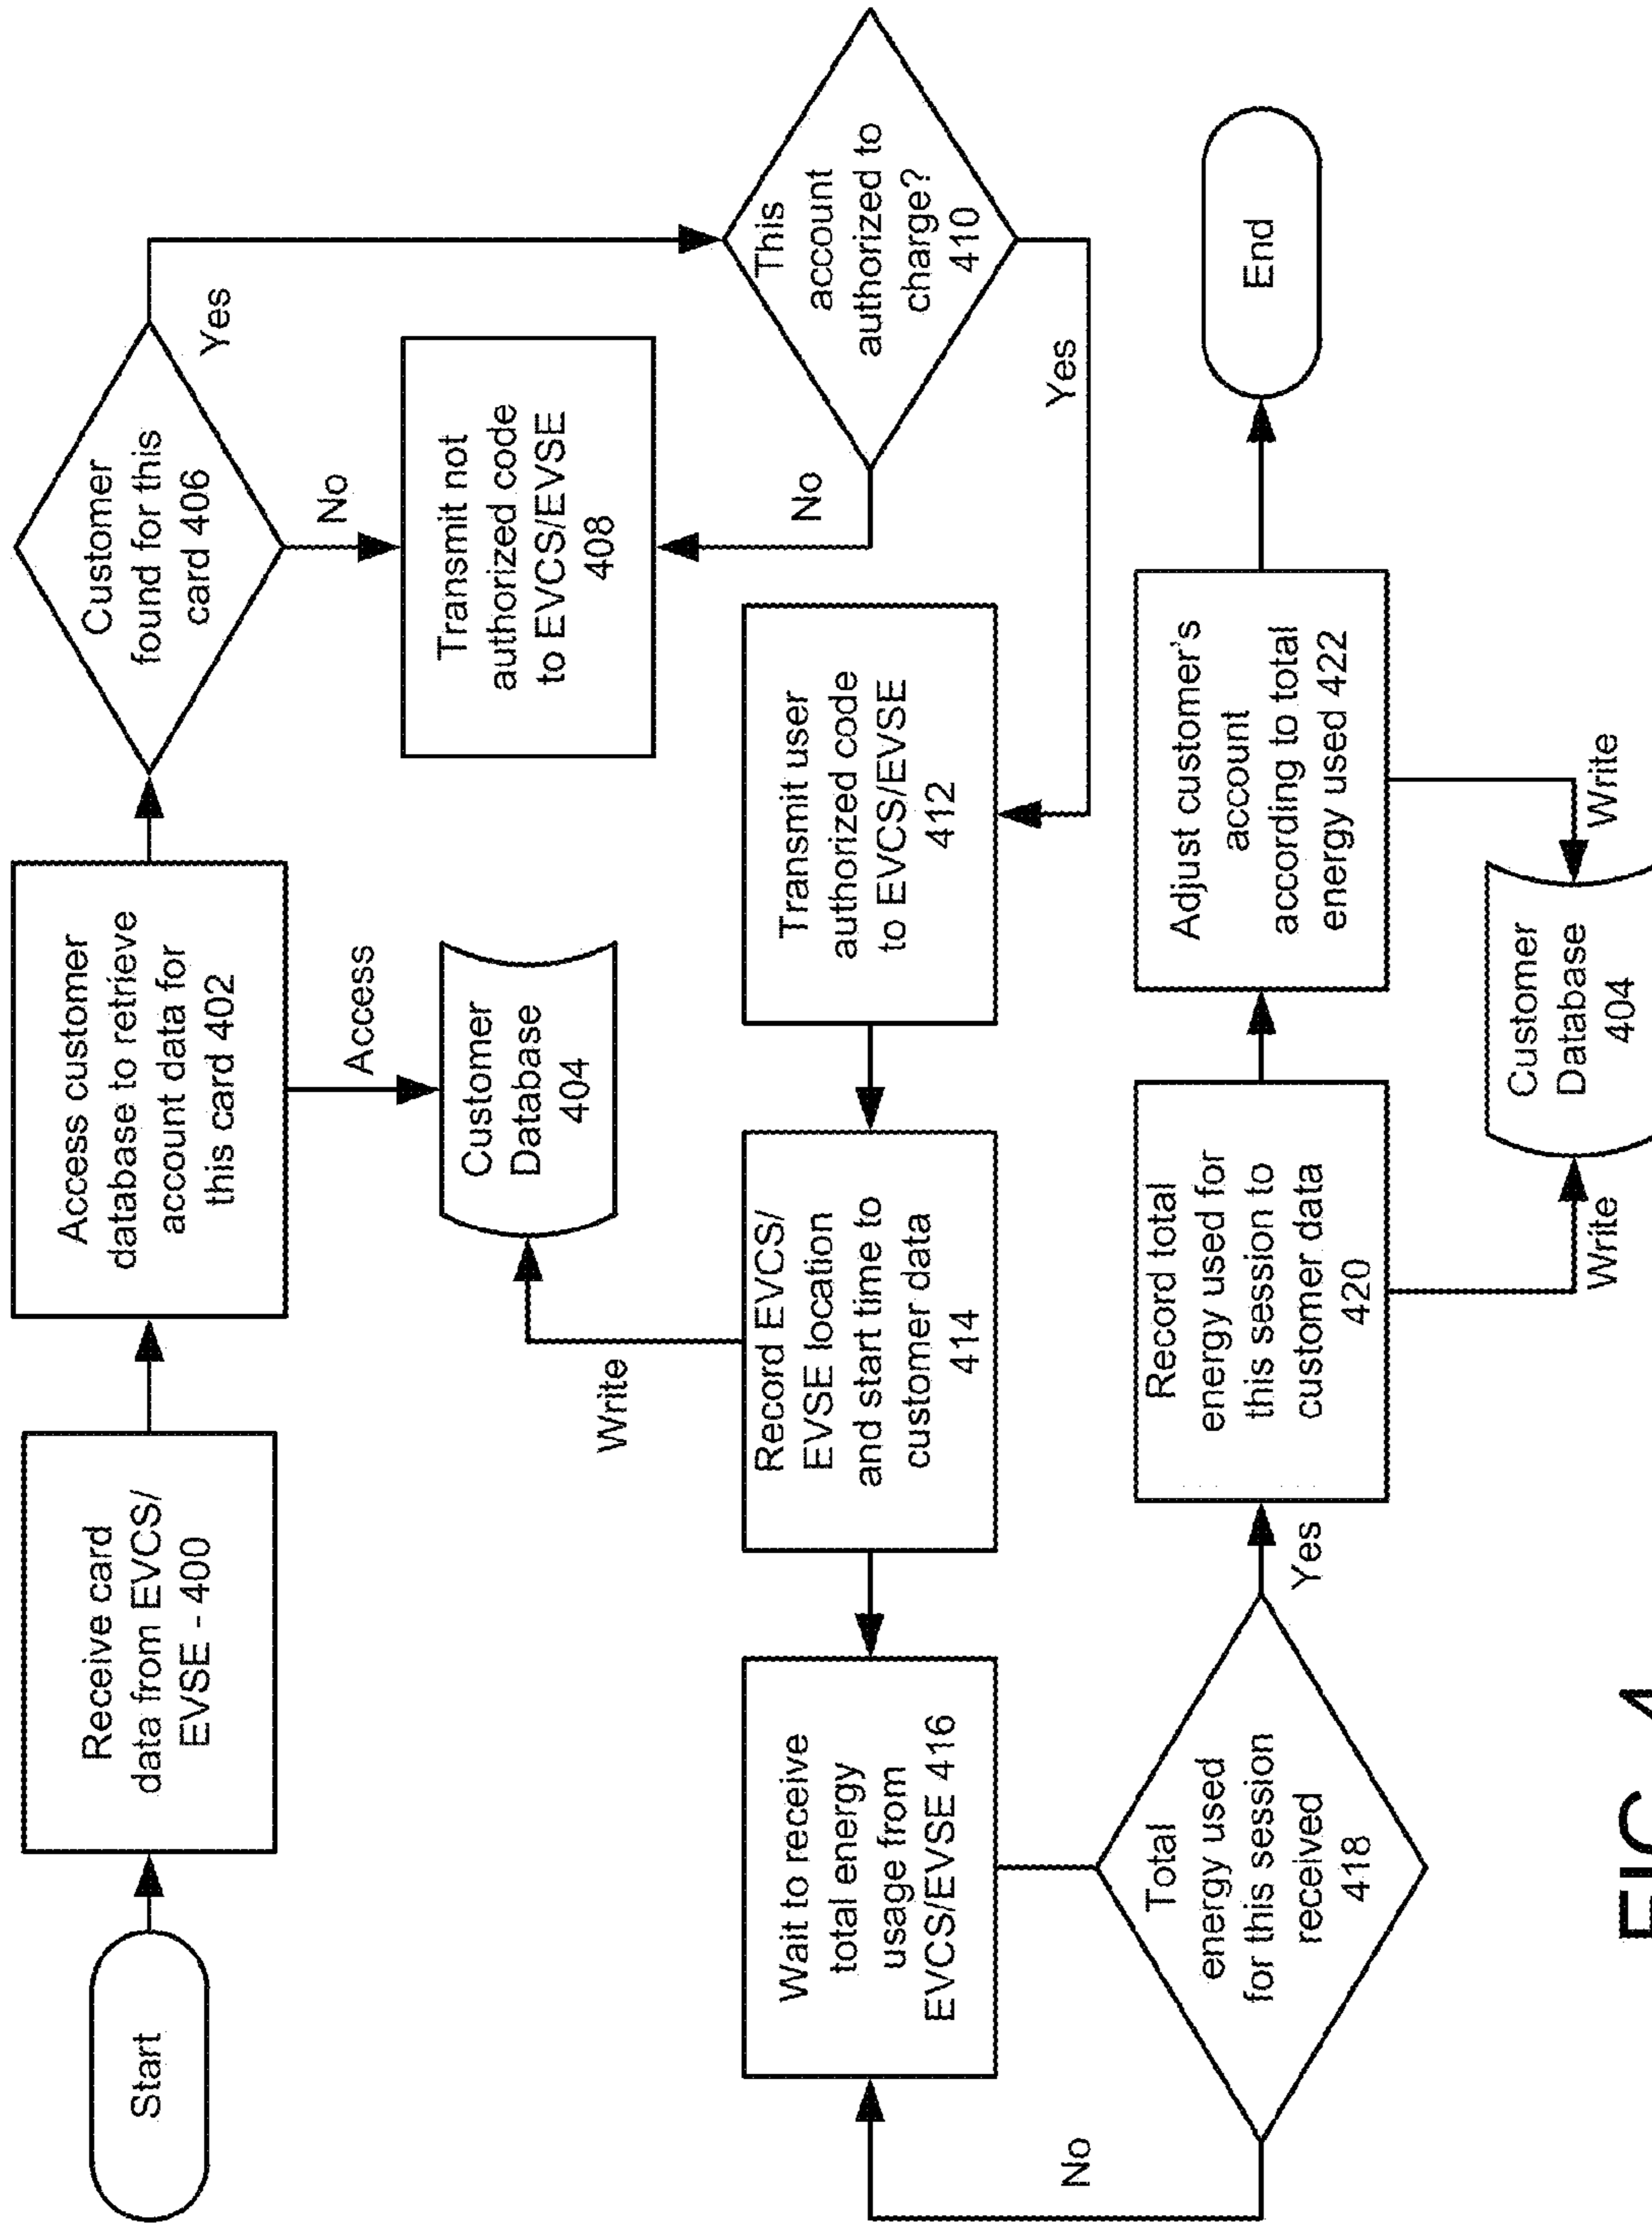 Start
Receive card
data from EVCS/
EVSE - 400
Access customer
database to retrieve
account data for
this card 402
Customer
found for this
card 406
Yes
No
Access
Customer
Database
404
Transmit not
authorized code
to EVCS/EVSE
408
This
account
authorized to
charge?
410
No
Yes
Write
Wait to receive
total energy
usage from
EVCS/EVSE 416
Record EVCS/
EVSE location
and start time to
customer data
414
Transmit user
authorized code
to EVCS/EVSE
412
No
Total
energy used
for this session
received
418
Yes
Record total
energy used for
this session to
customer data
420
Adjust customer's
account
according to total
energy used 422
End
Write
Customer
Database
404
Write